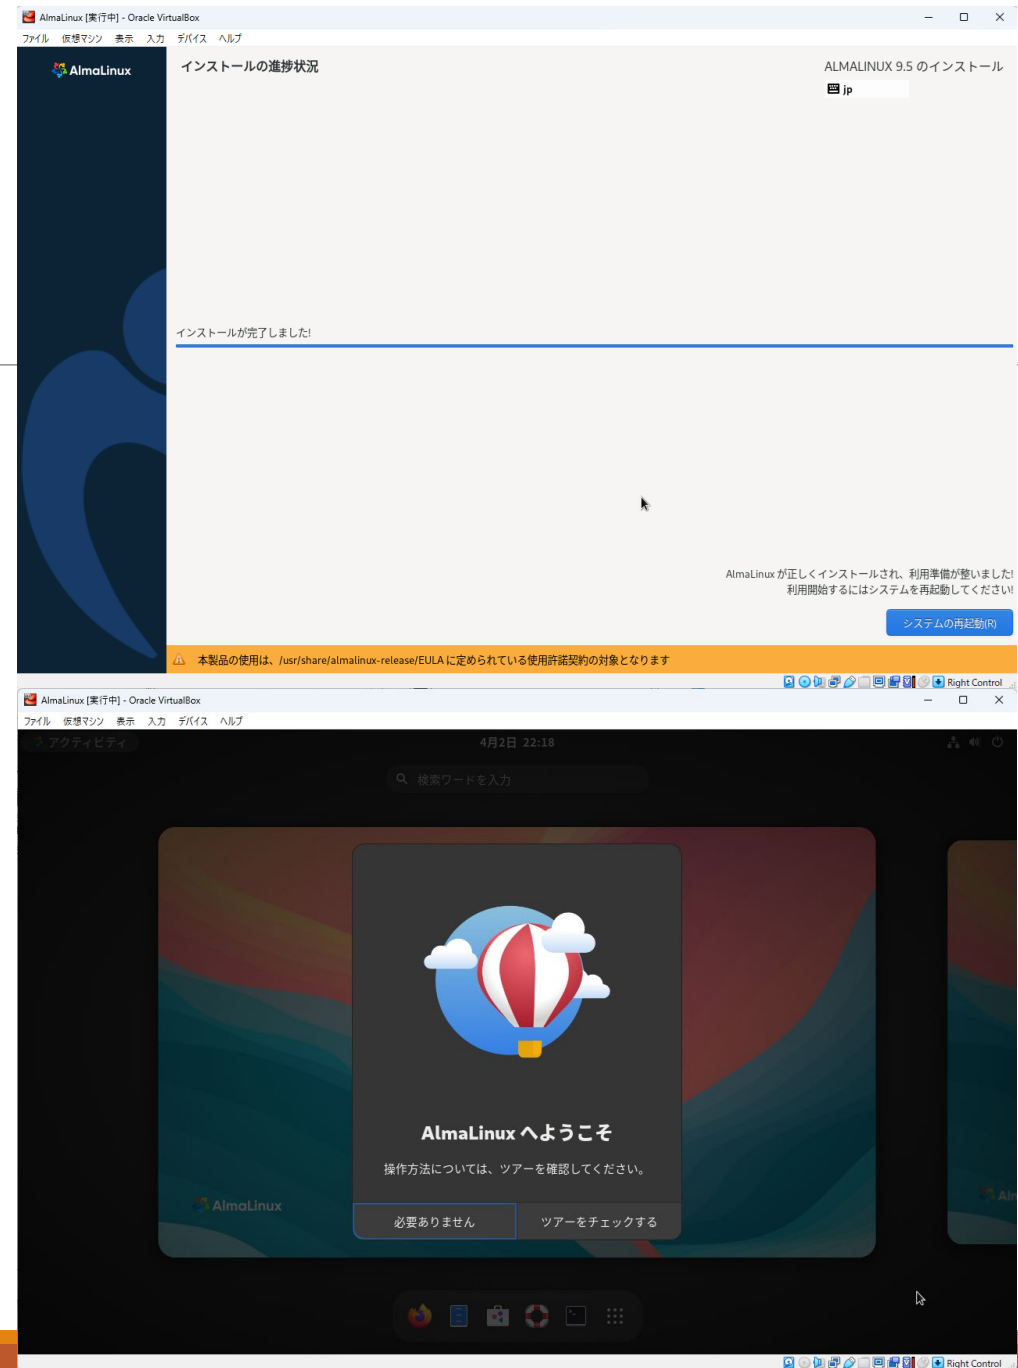 AlmaLinux [実行中] - Oracle VirtualBox
ファイル 仮想マシン 表示 入力 デバイス ヘルプ
AlmaLinux
インストールの進捗状況
ALMALINUX 9.5 のインストール
jp
インストールが完了しました!
AlmaLinux が正しくインストールされ、利用準備が整いました!
利用開始するにはシステムを再起動してください!
システムの再起動(R)
本製品の使用は、/usr/share/almalinux-release/EULA に定められている使用許諾契約の対象となります
Right Control
AlmaLinux [実行中] - Oracle VirtualBox
ファイル 仮想マシン 表示 入力 デバイス ヘルプ
アクティビティ
4月2日 22:18
検索ワードを入力
AlmaLinux へようこそ
操作方法については、ツアーを確認してください。
AlmaLinux
Aln
必要ありません
ツアーをチェックする
Right Control